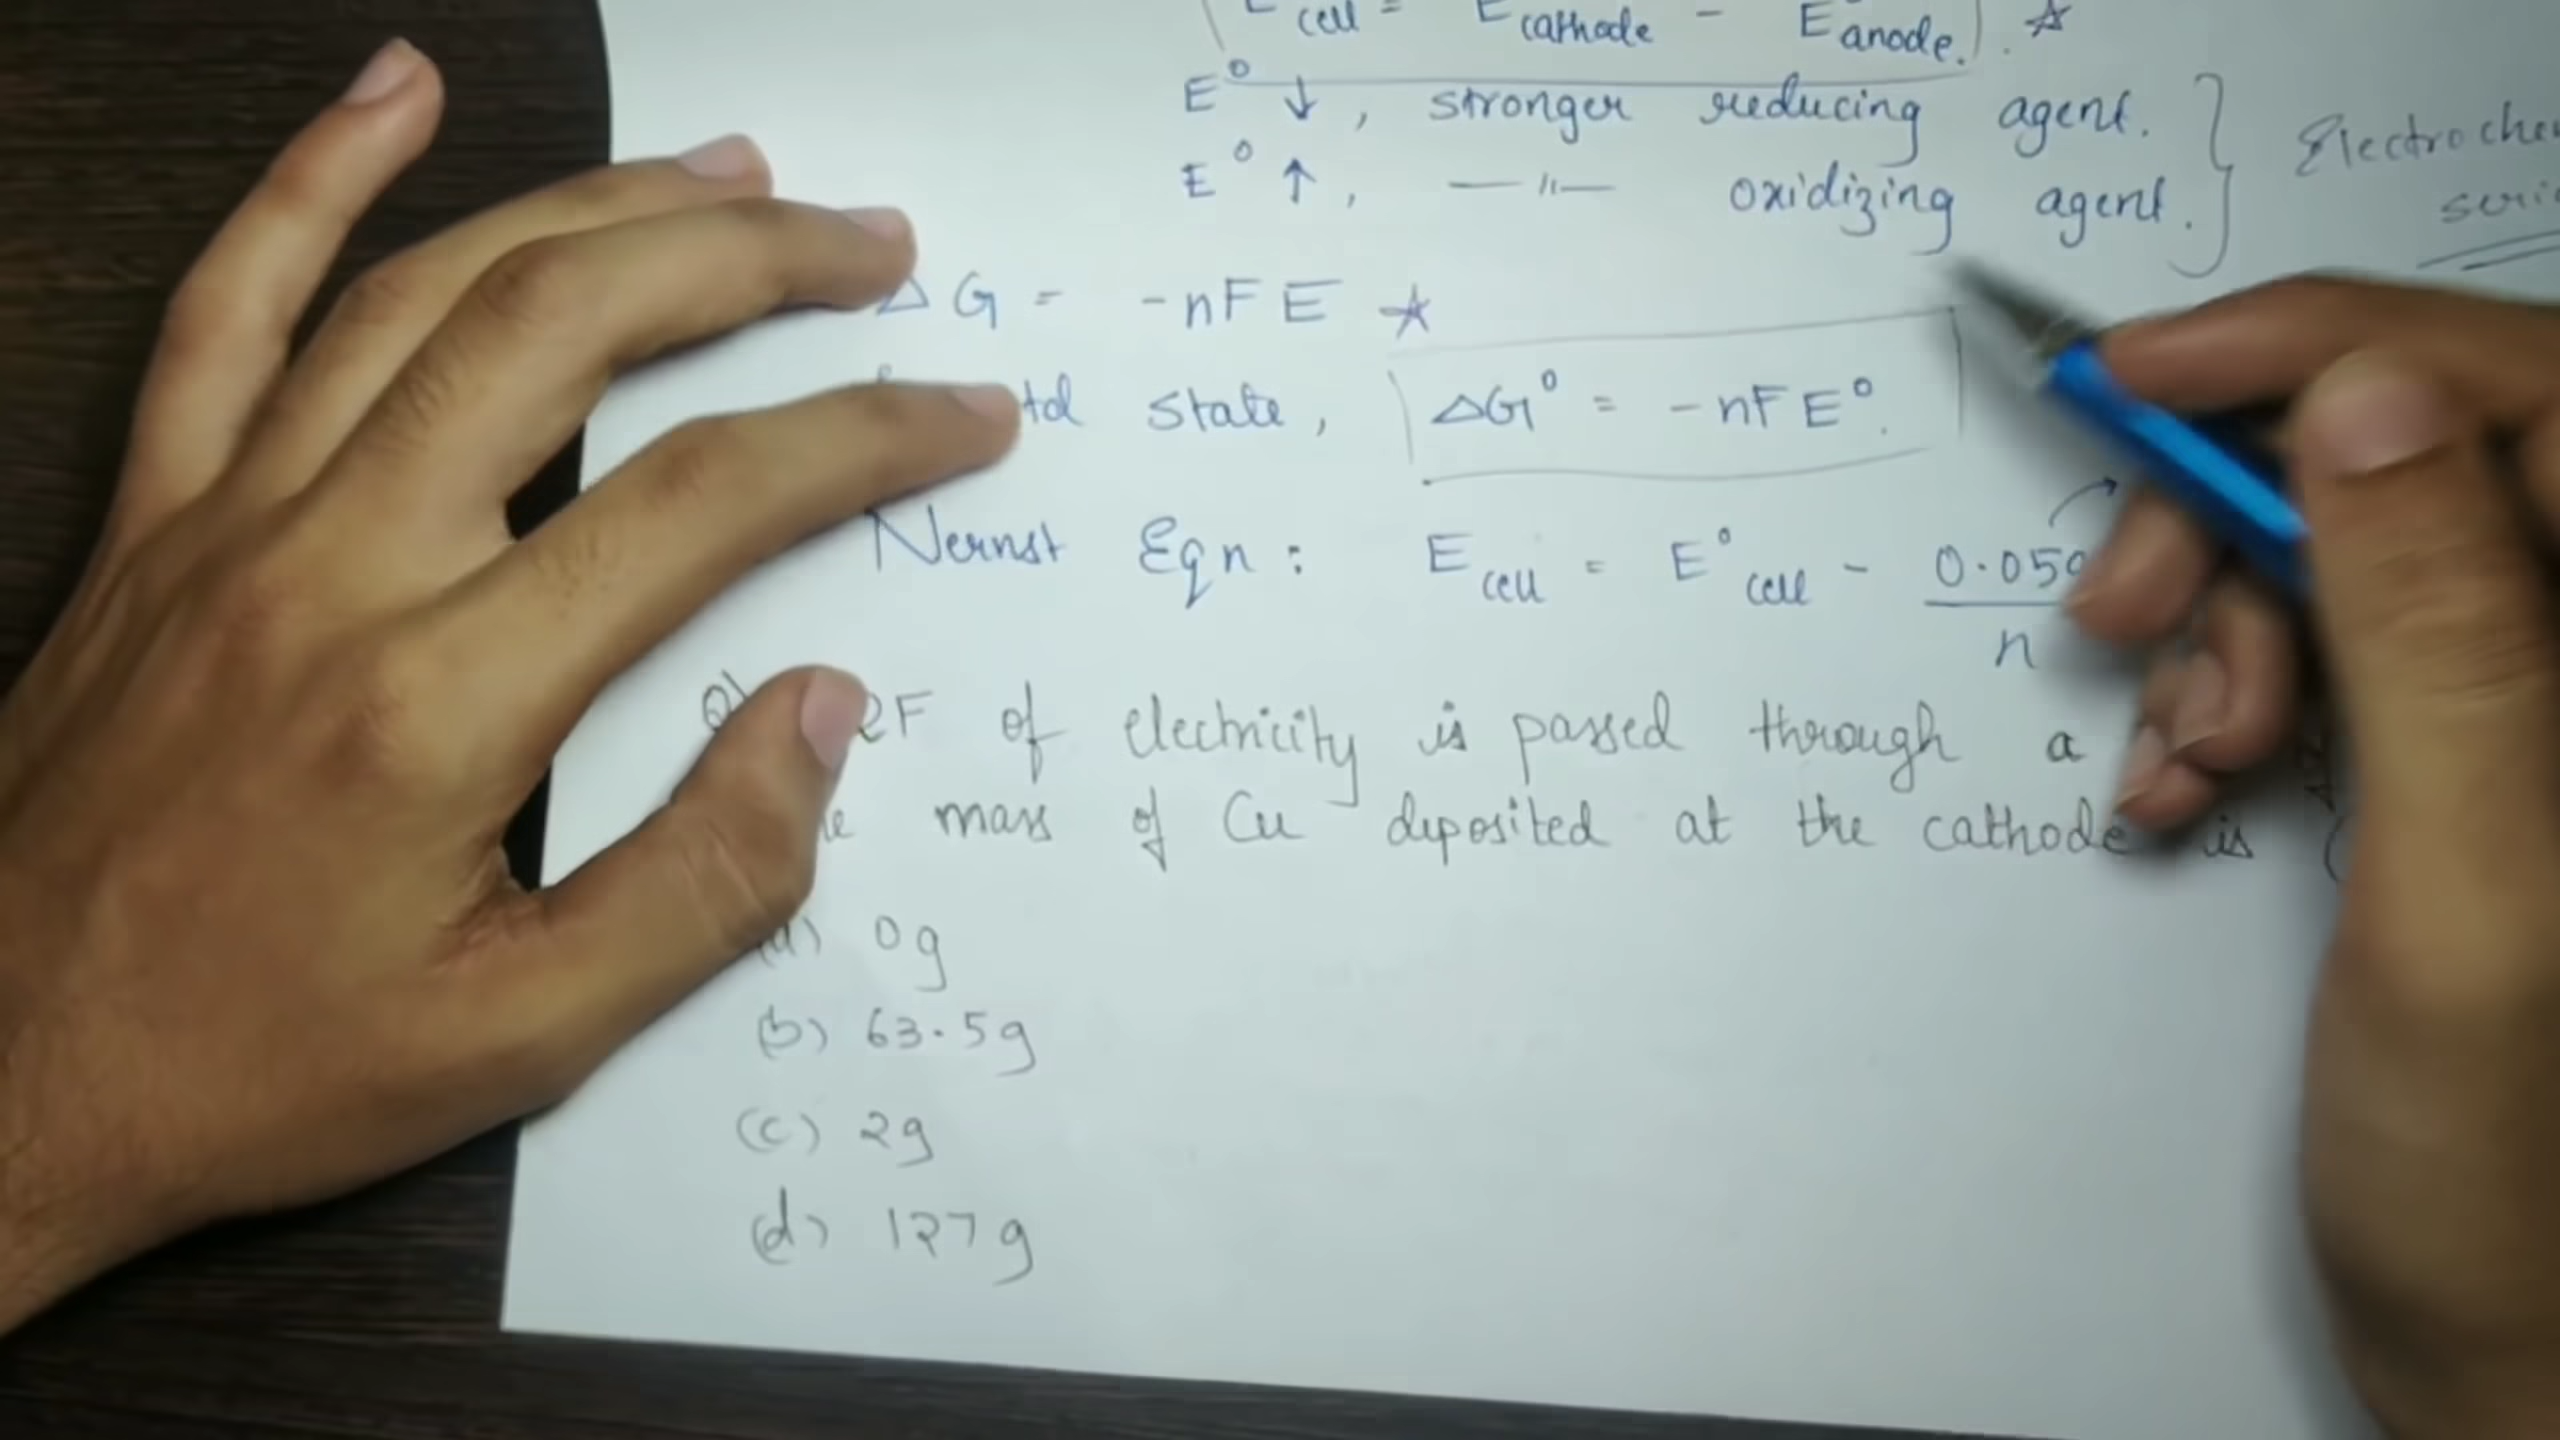 cell = E cathode - E anode. ☆
E° ↓, stronger reducing agent.
E° ↑, —〃— oxidizing agent.
ΔG = -nFE ☆
std state, ΔG° = -nFE°.
Nernst Eqn: E cell = E° cell - 0.059 / n
Q) 2F of electricity is passed through a
mass of Cu deposited at the cathode is (
(a) 0g
(b) 63.5g
(c) 2g
(d) 127g